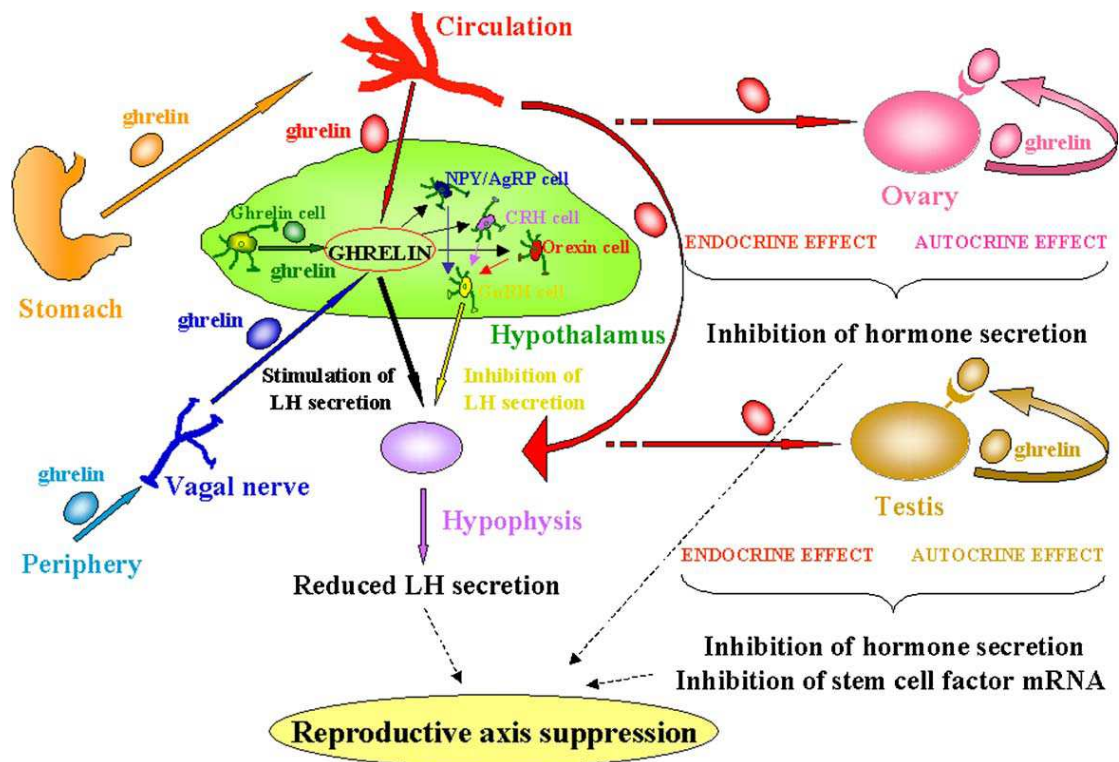 Circulation
ghrelin
ghrelin
NPY/AgRP cell
Ghrelin cell
CRH cell
GHRELIN
Orexin cell
ghrelin
GnRH cell
Hypothalamus
Stomach
ghrelin
Stimulation of
LH secretion
Inhibition of
LH secretion
Vagal nerve
ghrelin
Periphery
Hypophysis
Reduced LH secretion
ghrelin
Ovary
ENDOCRINE EFFECT
AUTOCRINE EFFECT
Inhibition of hormone secretion
ghrelin
Testis
ENDOCRINE EFFECT
AUTOCRINE EFFECT
Inhibition of hormone secretion
Inhibition of stem cell factor mRNA
Reproductive axis suppression